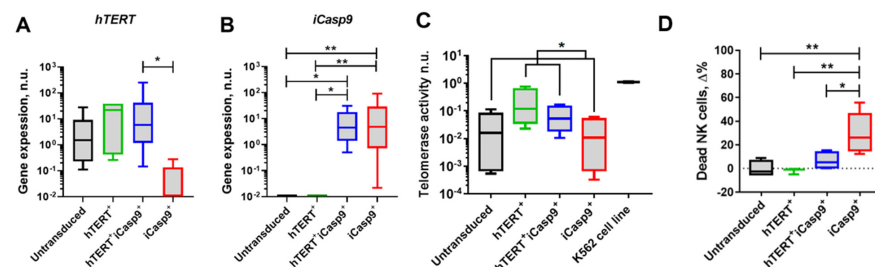 A
hTERT
Gene expession, n.u.
10³
10²
10¹
10⁰
10⁻¹
10⁻²
*
Untransduced
hTERT⁺
hTERT⁺iCasp9⁺
iCasp9⁺
B
iCasp9
Gene expession, n.u.
10³
10²
10¹
10⁰
10⁻¹
10⁻²
**
**
*
*
Untransduced
hTERT⁺
hTERT⁺iCasp9⁺
iCasp9⁺
C
Telomerase activity n.u.
10¹
10⁰
10⁻¹
10⁻²
10⁻³
10⁻⁴
*
Untransduced
hTERT⁺
hTERT⁺iCasp9⁺
iCasp9⁺
K562 cell line
D
Dead NK cells, Δ%
100
80
60
40
20
0
-20
**
**
*
Untransduced
hTERT⁺
hTERT⁺iCasp9⁺
iCasp9⁺